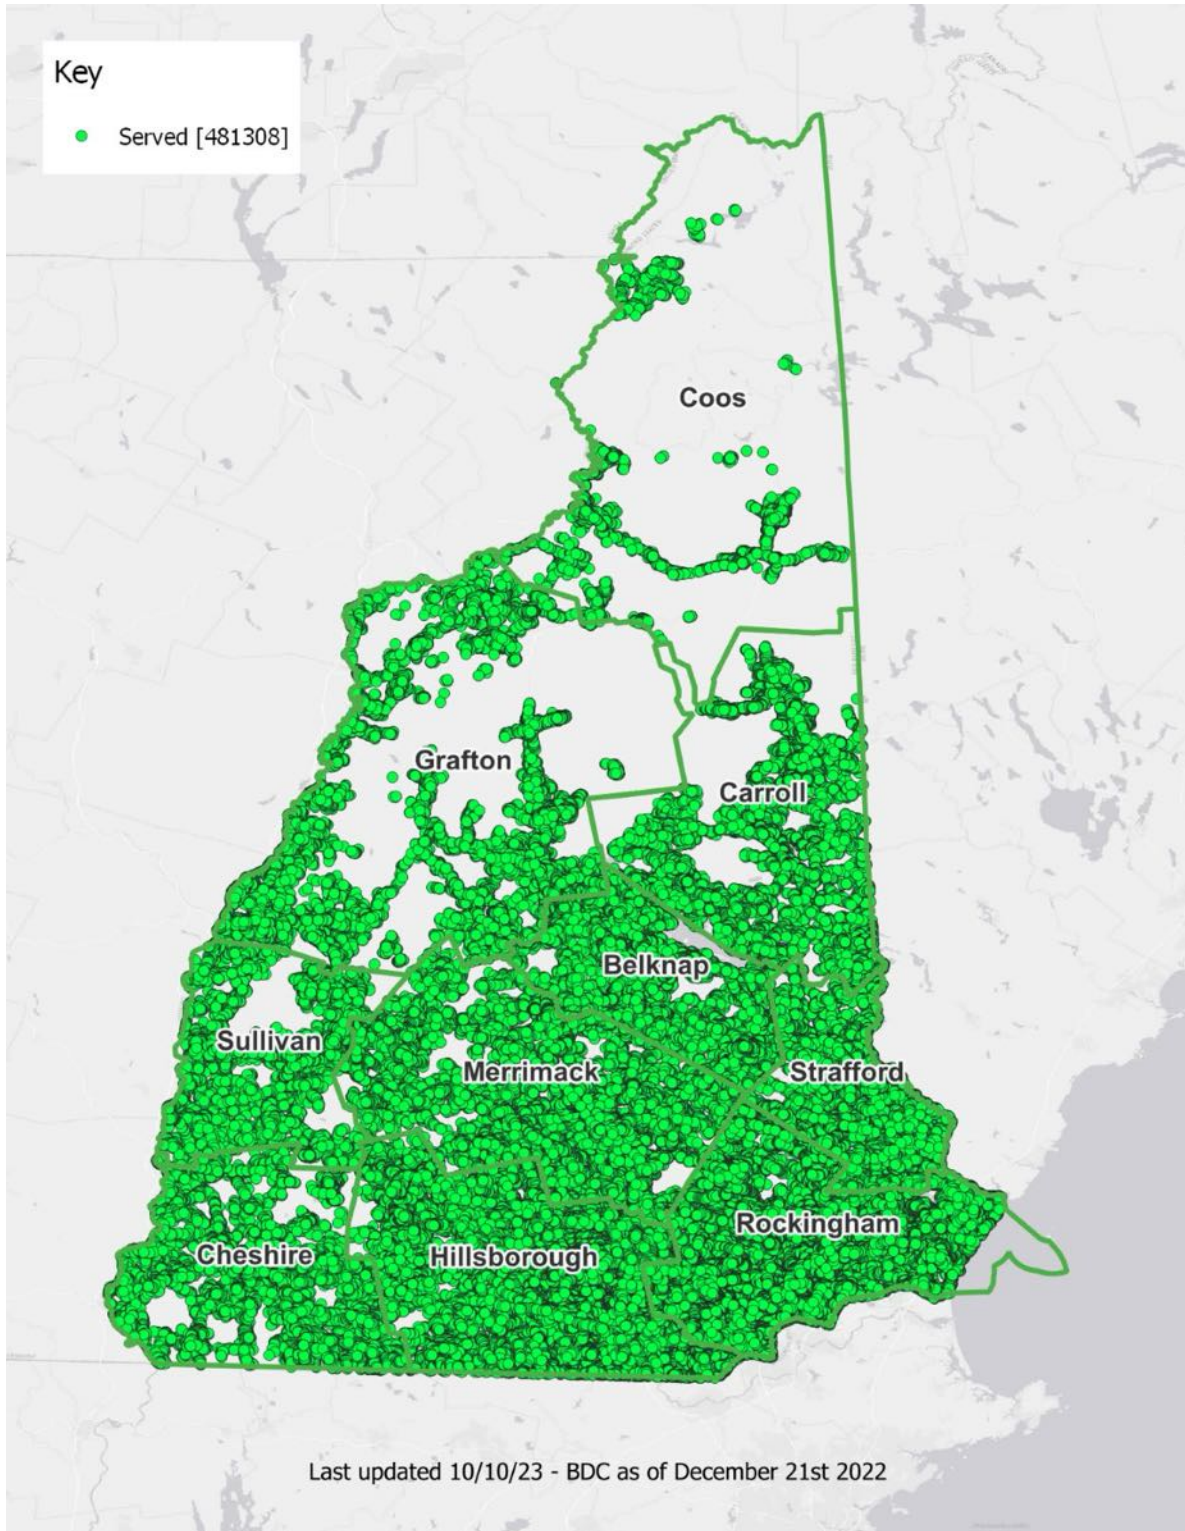 Key
Served [481308]
Coos
Grafton
Carroll
Belknap
Sullivan
Merrimack
Strafford
Rockingham
Cheshire
Hillsborough
Last updated 10/10/23 - BDC as of December 21st 2022